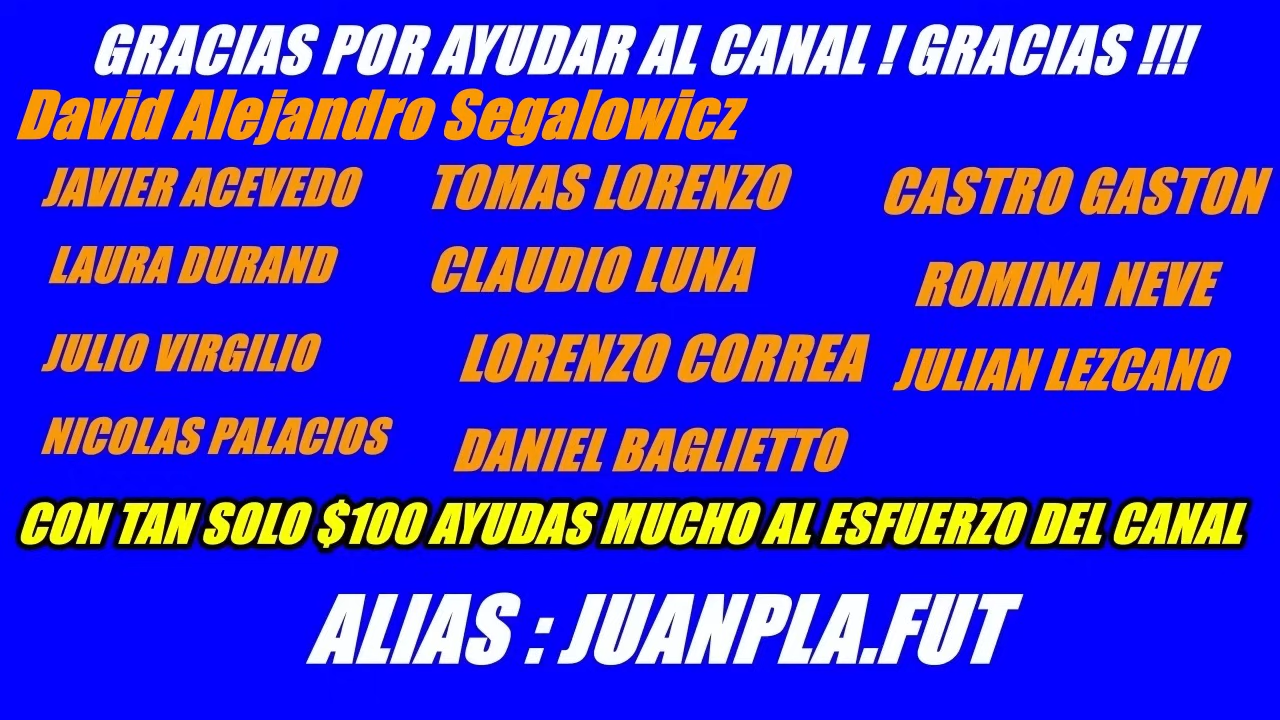 GRACIAS POR AYUDAR AL CANAL ! GRACIAS !!!
David Alejandro Segalowicz
JAVIER ACEVEDO TOMAS LORENZO CASTRO GASTON
LAURA DURAND CLAUDIO LUNA ROMINA NEVE
JULIO VIRGILIO LORENZO CORREA JULIAN LEZCANO
NICOLAS PALACIOS DANIEL BAGLIETTO
CON TAN SOLO $100 AYUDAS MUCHO AL ESFUERZO DEL CANAL
ALIAS : JUANPLA.FUT